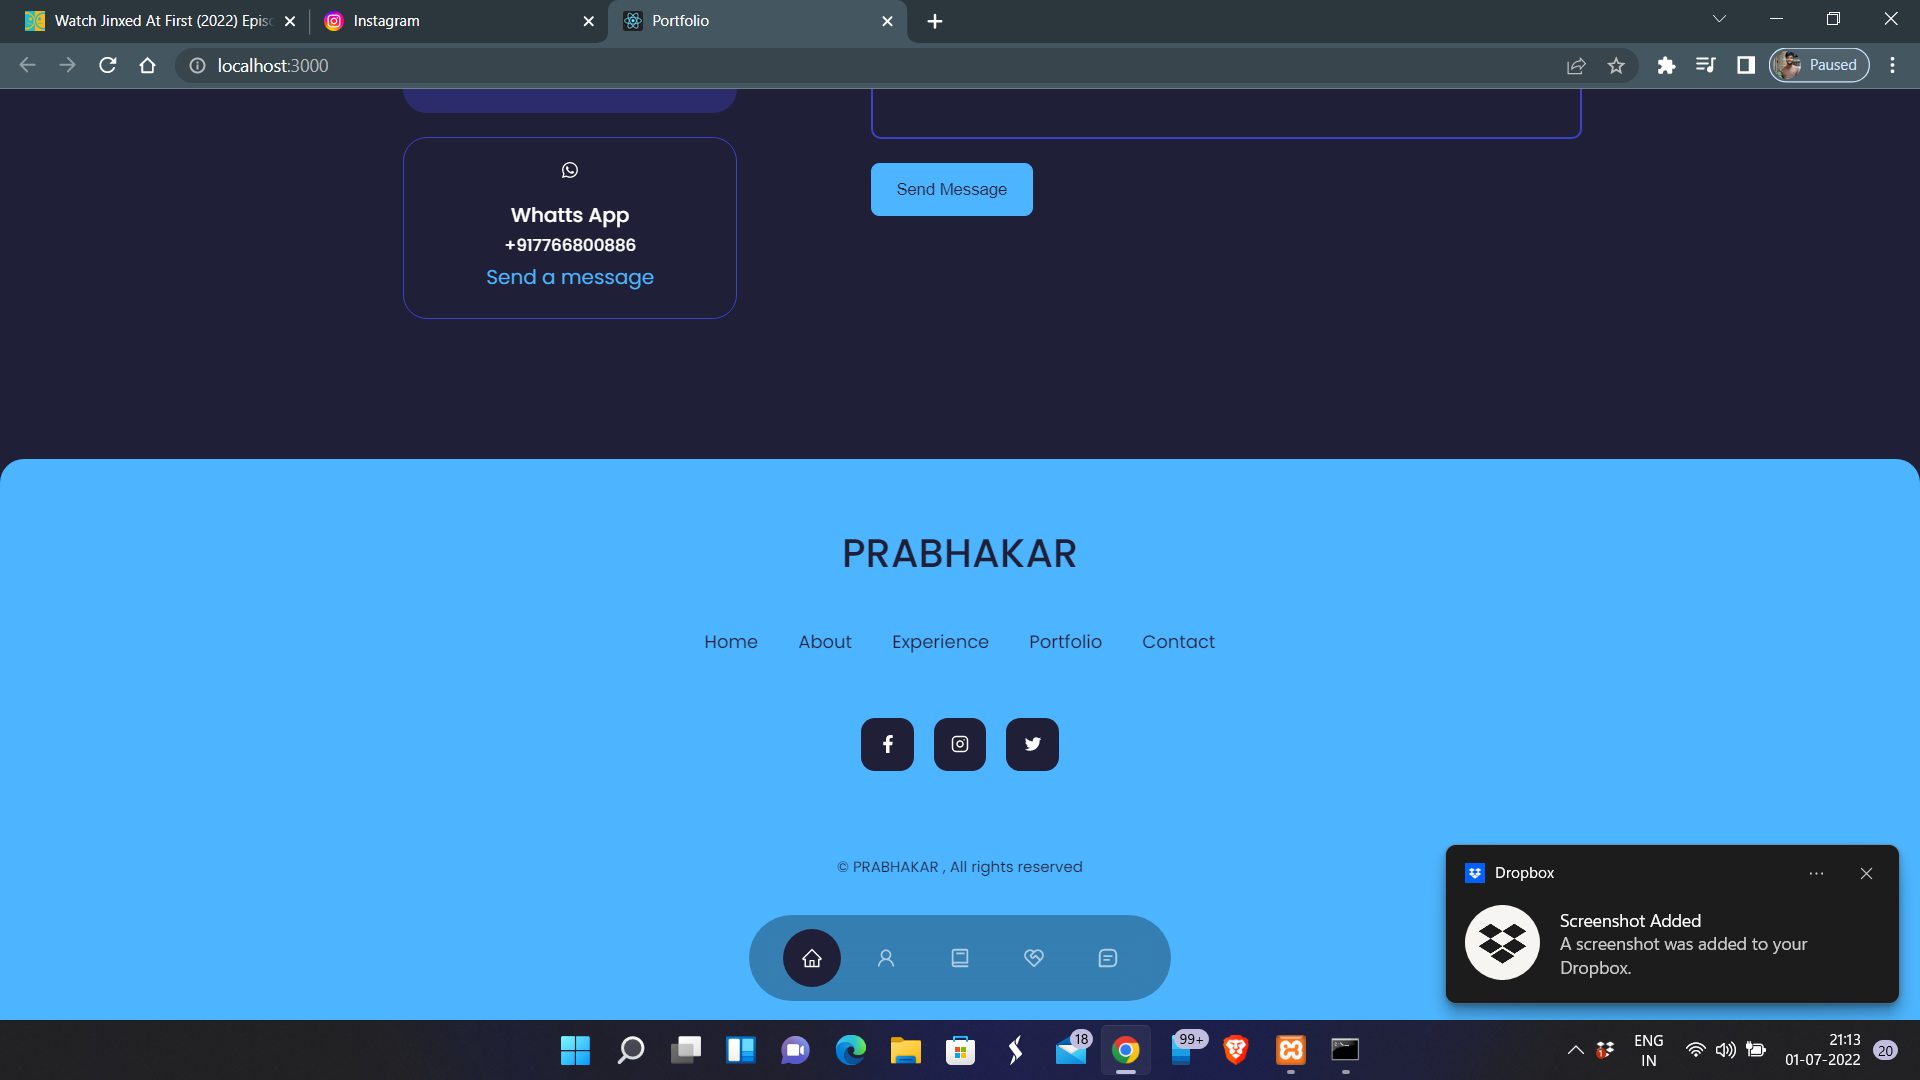 Watch Jinxed At First (2022) Epis
Instagram
Portfolio
localhost:3000
Paused
Whatts App
+917766800886
Send a message
Send Message
PRABHAKAR
Home About Experience Portfolio Contact
© PRABHAKAR , All rights reserved
Dropbox
Screenshot Added
A screenshot was added to your
Dropbox.
18
99+
ENG
IN
21:13
01-07-2022
20